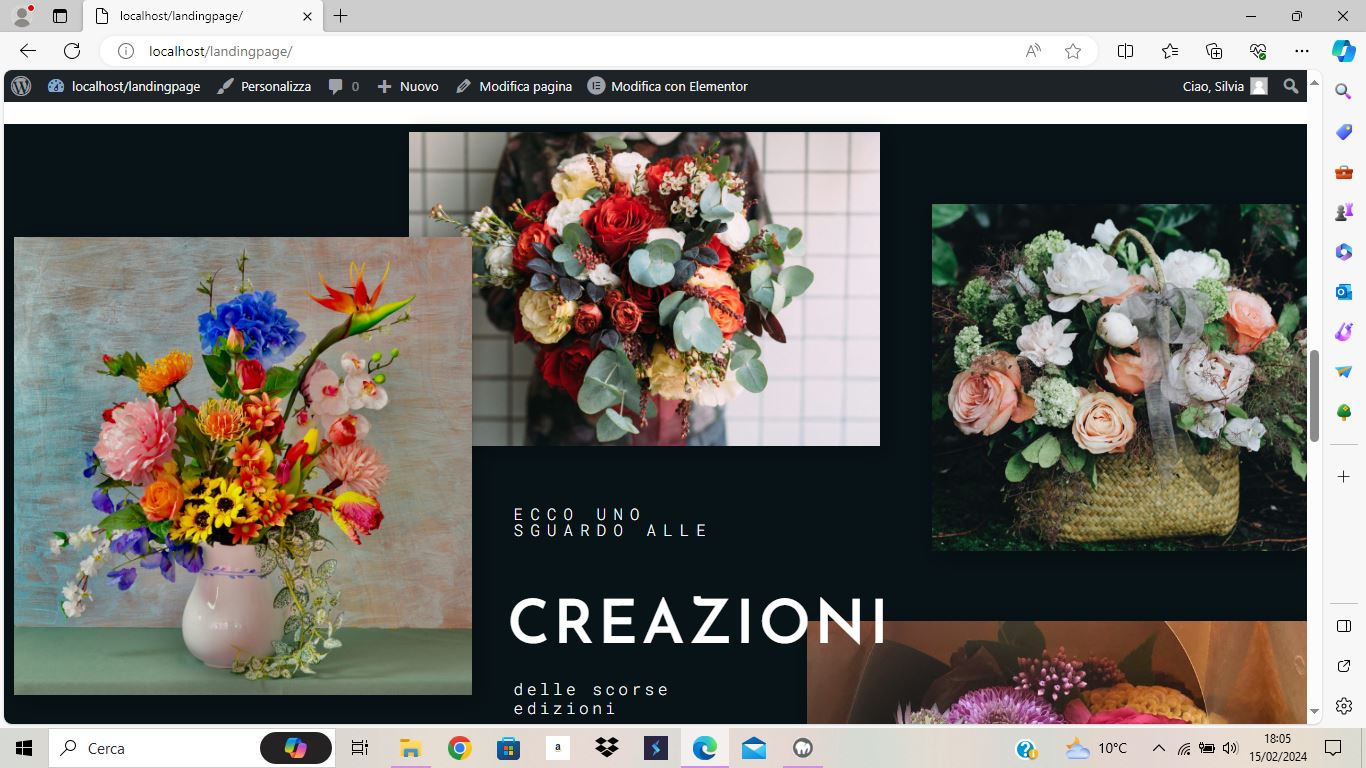 localhost/landingpage/
localhost/landingpage/
localhost/landingpage
Personalizza
0
Nuovo
Modifica pagina
Modifica con Elementor
Ciao, Silvia
ECCO UNO
SGUARDO ALLE
CREAZIONI
delle scorse
edizioni
Cerca
a
10°C
18:05
15/02/2024